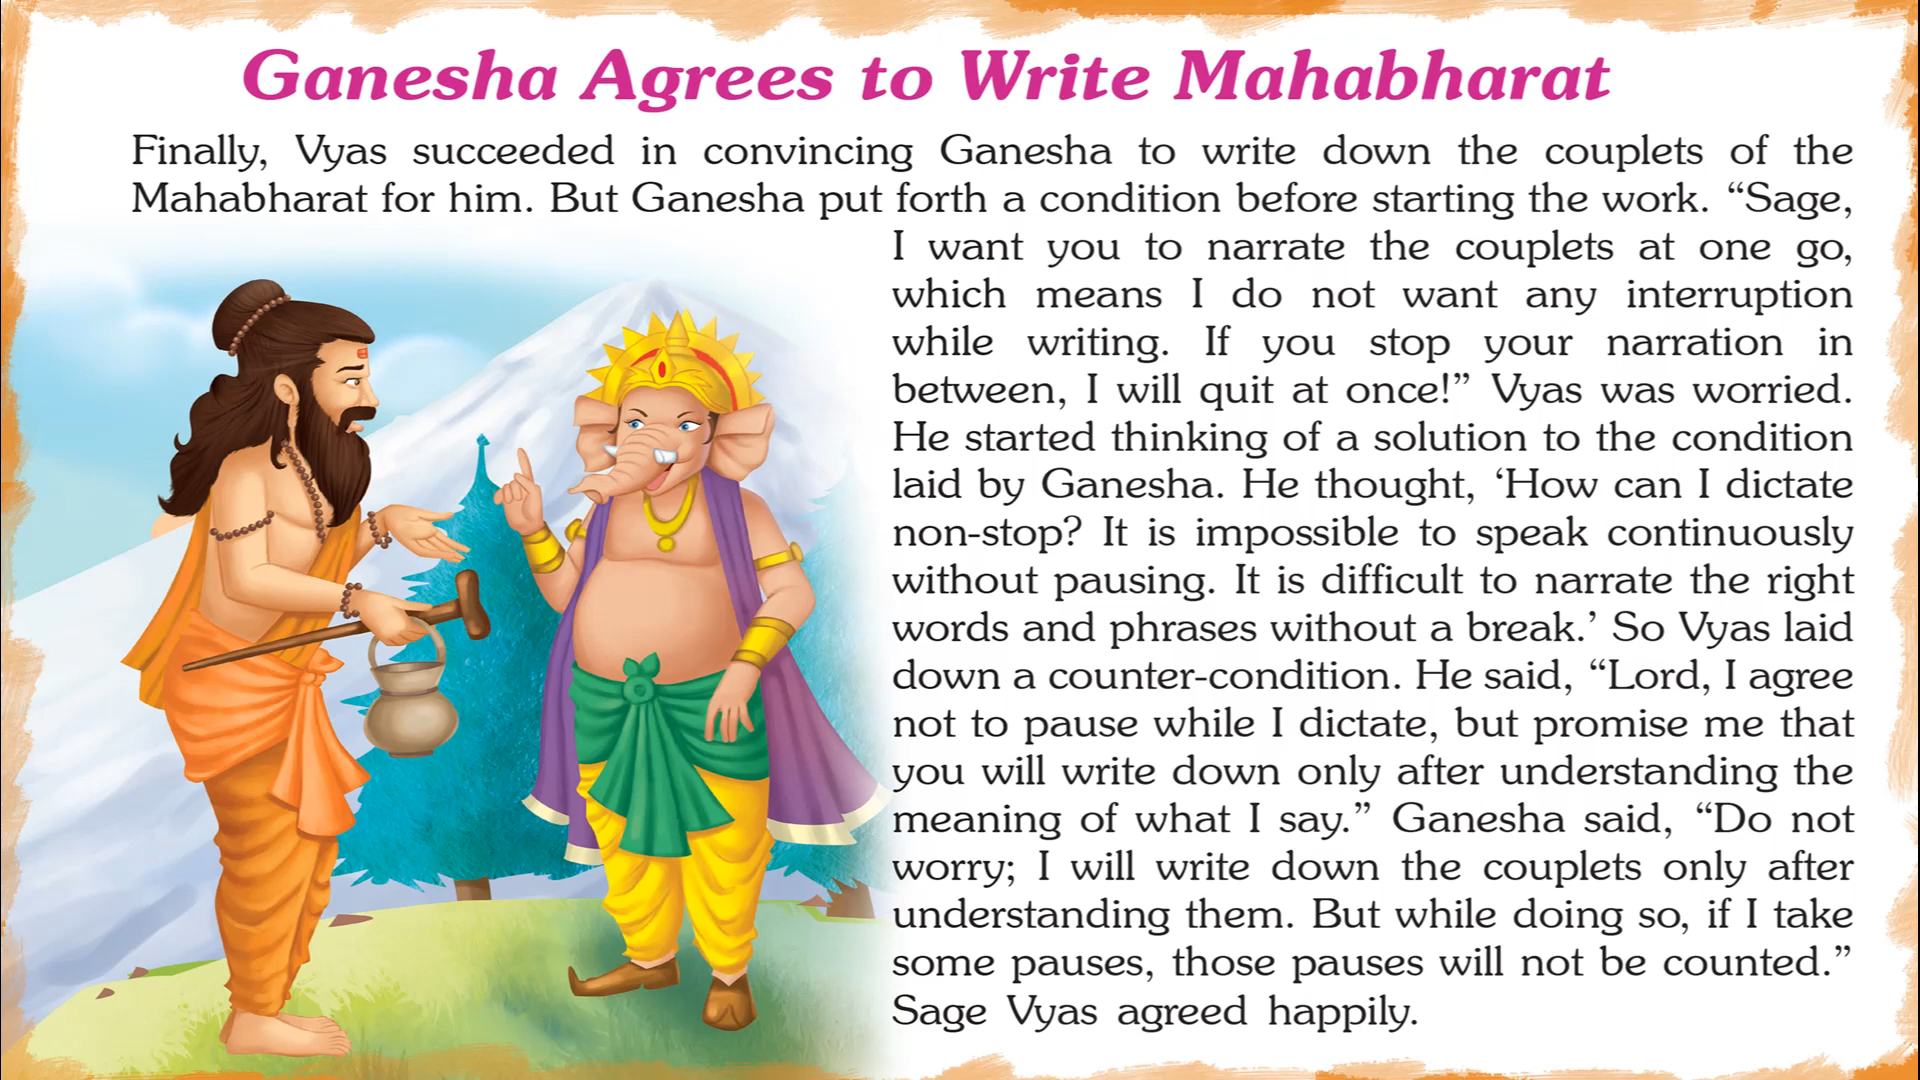 Ganesha Agrees to Write Mahabharat
Finally, Vyas succeeded in convincing Ganesha to write down the couplets of the
Mahabharat for him. But Ganesha put forth a condition before starting the work. “Sage,
I want you to narrate the couplets at one go,
which means I do not want any interruption
while writing. If you stop your narration in
between, I will quit at once!” Vyas was worried.
He started thinking of a solution to the condition
laid by Ganesha. He thought, ‘How can I dictate
non-stop? It is impossible to speak continuously
without pausing. It is difficult to narrate the right
words and phrases without a break.’ So Vyas laid
down a counter-condition. He said, “Lord, I agree
not to pause while I dictate, but promise me that
you will write down only after understanding the
meaning of what I say.” Ganesha said, “Do not
worry; I will write down the couplets only after
understanding them. But while doing so, if I take
some pauses, those pauses will not be counted.”
Sage Vyas agreed happily.